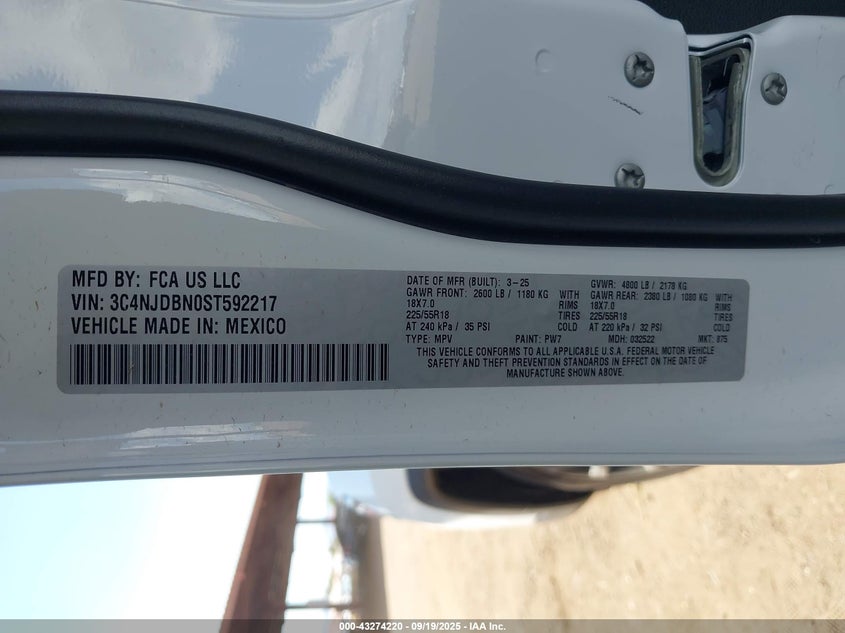 MFD BY: FCA US LLC
VIN: 3C4NJDBN0ST592217
VEHICLE MADE IN: MEXICO
DATE OF MFR (BUILT): 3-25 GVWR: 4800 LB / 2178 KG
GAWR FRONT: 2600 LB / 1180 KG WITH GAWR REAR: 2380 LB / 1080 KG WITH
18X7.0 RIMS 18X7.0 RIMS
225/55R18 TIRES 225/55R18 TIRES
AT 240 kPa / 35 PSI COLD AT 220 kPa / 32 PSI COLD
TYPE: MPV PAINT: PW7 MDH: 032522 MKT: 875
THIS VEHICLE CONFORMS TO ALL APPLICABLE U.S.A. FEDERAL MOTOR VEHICLE
SAFETY AND THEFT PREVENTION STANDARDS IN EFFECT ON THE DATE OF
MANUFACTURE SHOWN ABOVE.
000-43274220 - 09/19/2025 - IAA Inc.